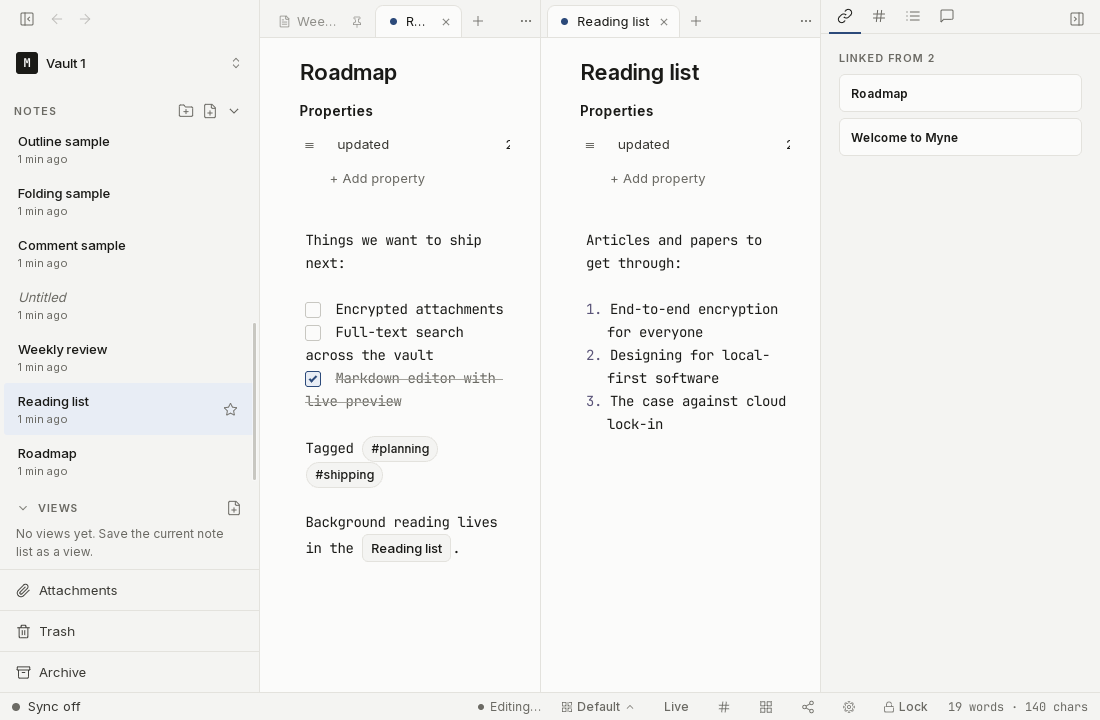 M Vault 1
NOTES
Outline sample
1 min ago
Folding sample
1 min ago
Comment sample
1 min ago
Untitled
1 min ago
Weekly review
1 min ago
Reading list
1 min ago
Roadmap
1 min ago
VIEWS
No views yet. Save the current note
list as a view.
Attachments
Trash
Archive
Sync off
Wee…
R…
Roadmap
Properties
updated
+ Add property
Things we want to ship
next:
Encrypted attachments
Full-text search
across the vault
Markdown editor with
live preview
Tagged #planning
#shipping
Background reading lives
in the Reading list .
Reading list
Reading list
Properties
updated
+ Add property
Articles and papers to
get through:
1. End-to-end encryption
for everyone
2. Designing for local-
first software
3. The case against cloud
lock-in
LINKED FROM 2
Roadmap
Welcome to Myne
Editing…
Default
Live
Lock
19 words · 140 chars